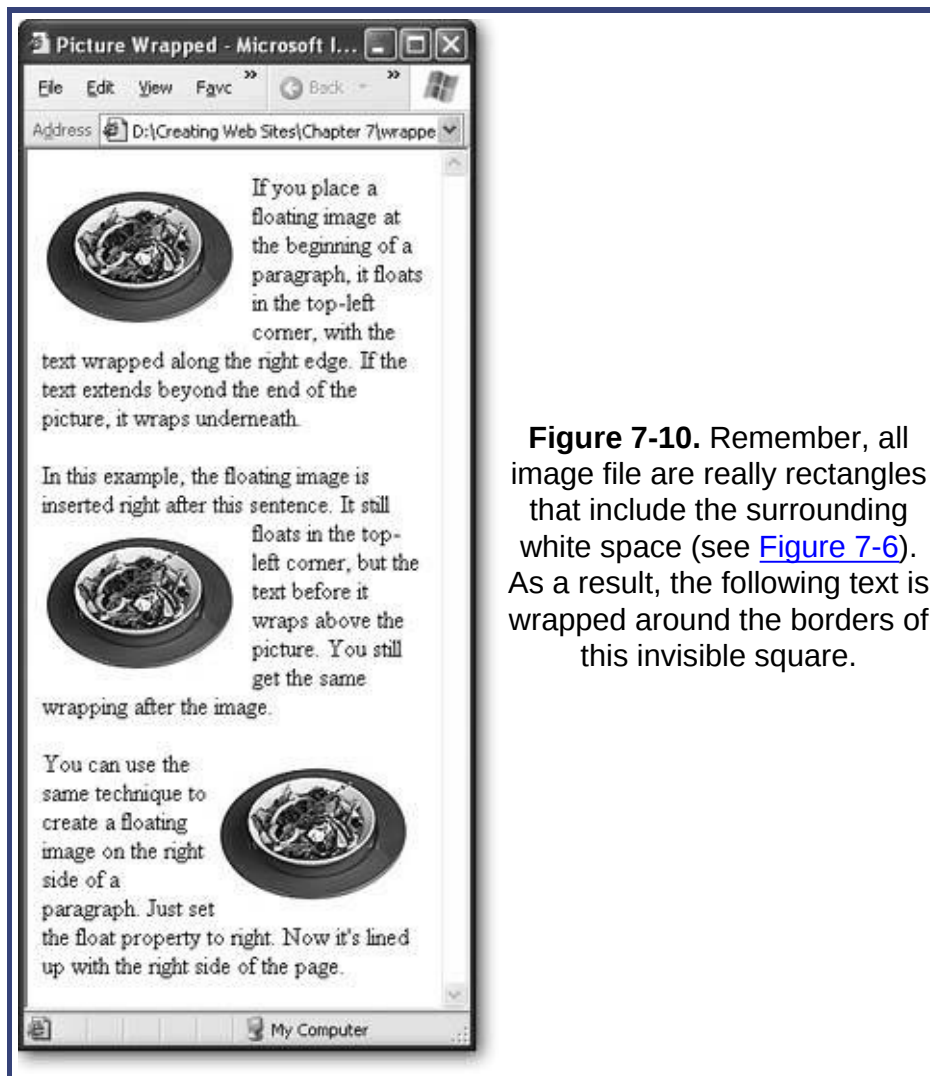 Picture Wrapped - Microsoft I...
File Edit View Favc » Back »
Address D:\Creating Web Sites\Chapter 7\wrappe
If you place a
floating image at
the beginning of a
paragraph, it floats
in the top-left
corner, with the
text wrapped along the right edge. If the
text extends beyond the end of the
picture, it wraps underneath.
In this example, the floating image is
inserted right after this sentence. It still
floats in the top-
left corner, but the
text before it
wraps above the
picture. You still
get the same
wrapping after the image.
You can use the
same technique to
create a floating
image on the right
side of a
paragraph. Just set
the float property to right. Now it's lined
up with the right side of the page.
My Computer
Figure 7-10. Remember, all
image file are really rectangles
that include the surrounding
white space (see Figure 7-6).
As a result, the following text is
wrapped around the borders of
this invisible square.